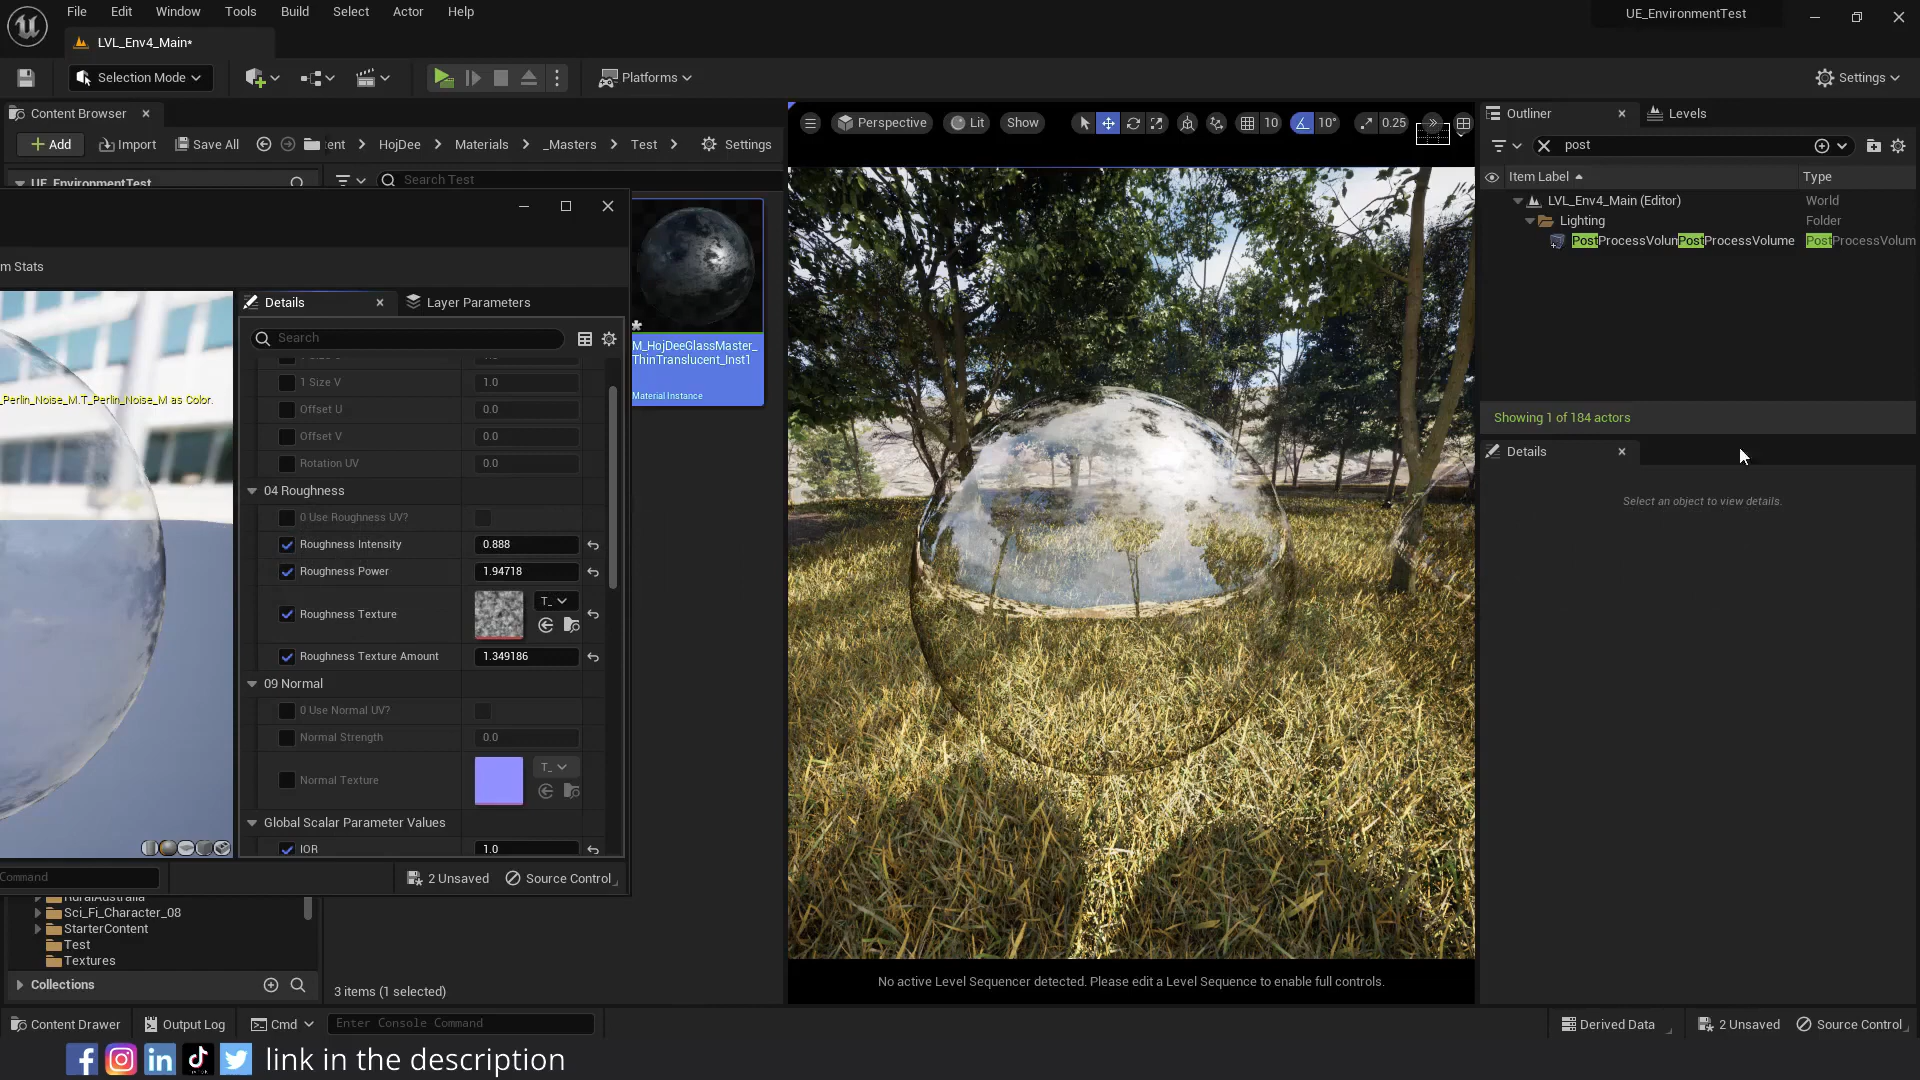 File Edit Window Tools Build Select Actor Help UE_EnvironmentTest
LVL_Env4_Main*
Selection Mode Platforms Settings
Content Browser Outliner Levels
Add Import Save All HojDee > Materials > _Masters > Test > Settings
Perspective Lit Show 10 10° 0.25
post
UE_EnvironmentTest
Search Test
Item Label Type
LVL_Env4_Main (Editor) World
Lighting Folder
PostProcessVolunPostProcessVolume PostProcessVolum
m Stats
Details Layer Parameters
Search
M_HojDeeGlassMaster_
ThinTranslucent_Inst1
Material Instance
1 Size V 1.0
_Perlin_Noise_M.T_Perlin_Noise_M as Color.
Offset U 0.0
Offset V 0.0
Rotation UV 0.0
Showing 1 of 184 actors
Details
Select an object to view details.
04 Roughness
0 Use Roughness UV?
Roughness Intensity 0.888
Roughness Power 1.94718
Roughness Texture T_
Roughness Texture Amount 1.349186
09 Normal
0 Use Normal UV?
Normal Strength 0.0
Normal Texture T_
Global Scalar Parameter Values
IOR 1.0
Command 2 Unsaved Source Control
Sci_Fi_Character_08
StarterContent
Test
Textures
Collections
3 items (1 selected)
No active Level Sequencer detected. Please edit a Level Sequence to enable full controls.
Content Drawer Output Log Cmd Enter Console Command Derived Data 2 Unsaved Source Control
link in the description